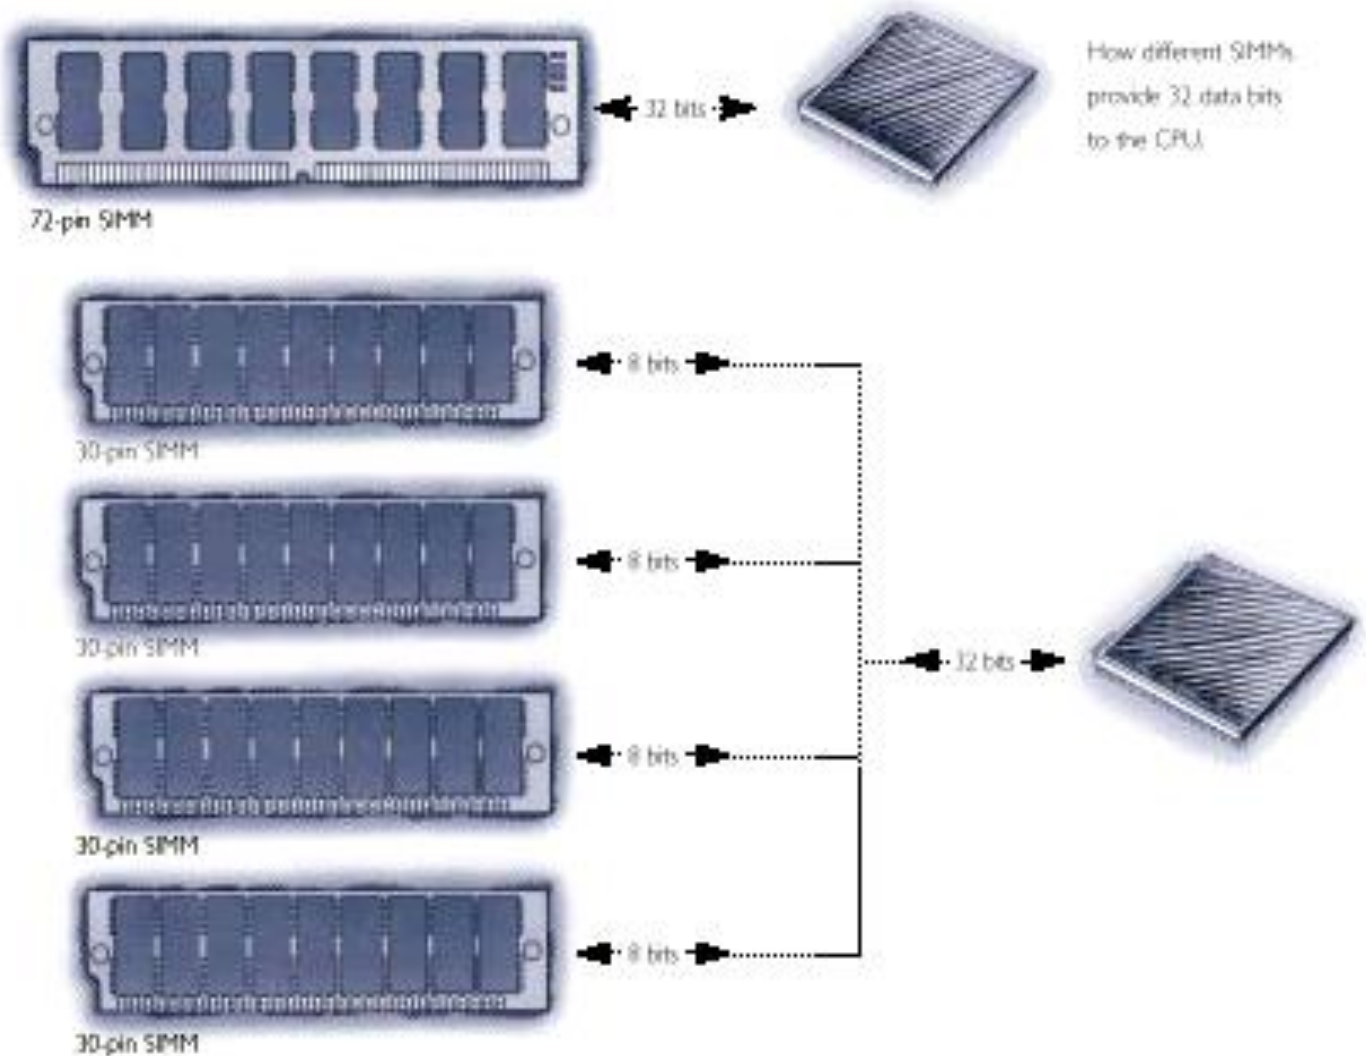 32 bits
How different SIMMs
provide 32 data bits
to the CPU.
72-pin SIMM
8 bits
30-pin SIMM
8 bits
30-pin SIMM
32 bits
8 bits
30-pin SIMM
8 bits
30-pin SIMM